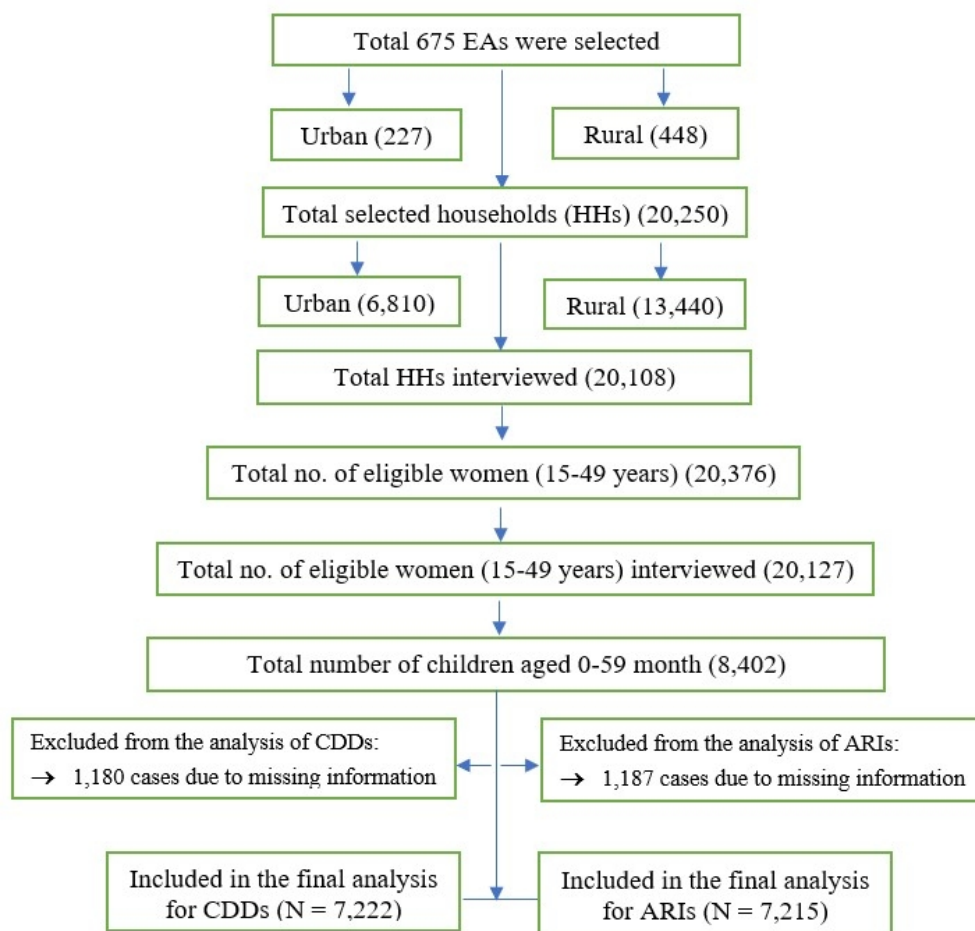 Total 675 EAs were selected
Urban (227)
Rural (448)
Total selected households (HHs) (20,250)
Urban (6,810)
Rural (13,440)
Total HHs interviewed (20,108)
Total no. of eligible women (15-49 years) (20,376)
Total no. of eligible women (15-49 years) interviewed (20,127)
Total number of children aged 0-59 month (8,402)
Excluded from the analysis of CDDs:
→ 1,180 cases due to missing information
Excluded from the analysis of ARIs:
→ 1,187 cases due to missing information
Included in the final analysis
for CDDs (N = 7,222)
Included in the final analysis
for ARIs (N = 7,215)